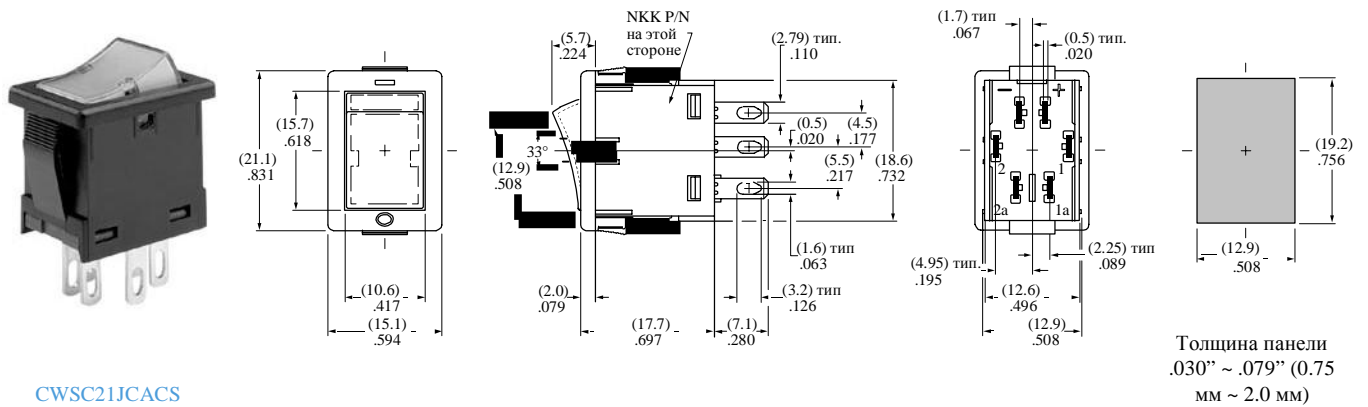 (15.7)
.618
(21.1)
.831
(10.6)
.417
(15.1)
.594
NKK P/N
на этой
стороне
(5.7)
.224
33°
(12.9)
.508
(2.0)
.079
(17.7)
.697
(7.1)
.280
(2.79) тип.
.110
(0.5)
.020
(4.5)
.177
(5.5)
.217
(18.6)
.732
(1.6) тип
.063
(3.2) тип
.126
(1.7) тип
.067
(0.5) тип.
.020
− +
2 1
2a 1a
(4.95) тип.
.195
(2.25) тип
.089
(12.6)
.496
(12.9)
.508
(19.2)
.756
(12.9)
.508
Толщина панели
.030” ~ .079” (0.75
мм ~ 2.0 мм)
CWSC21JCACS